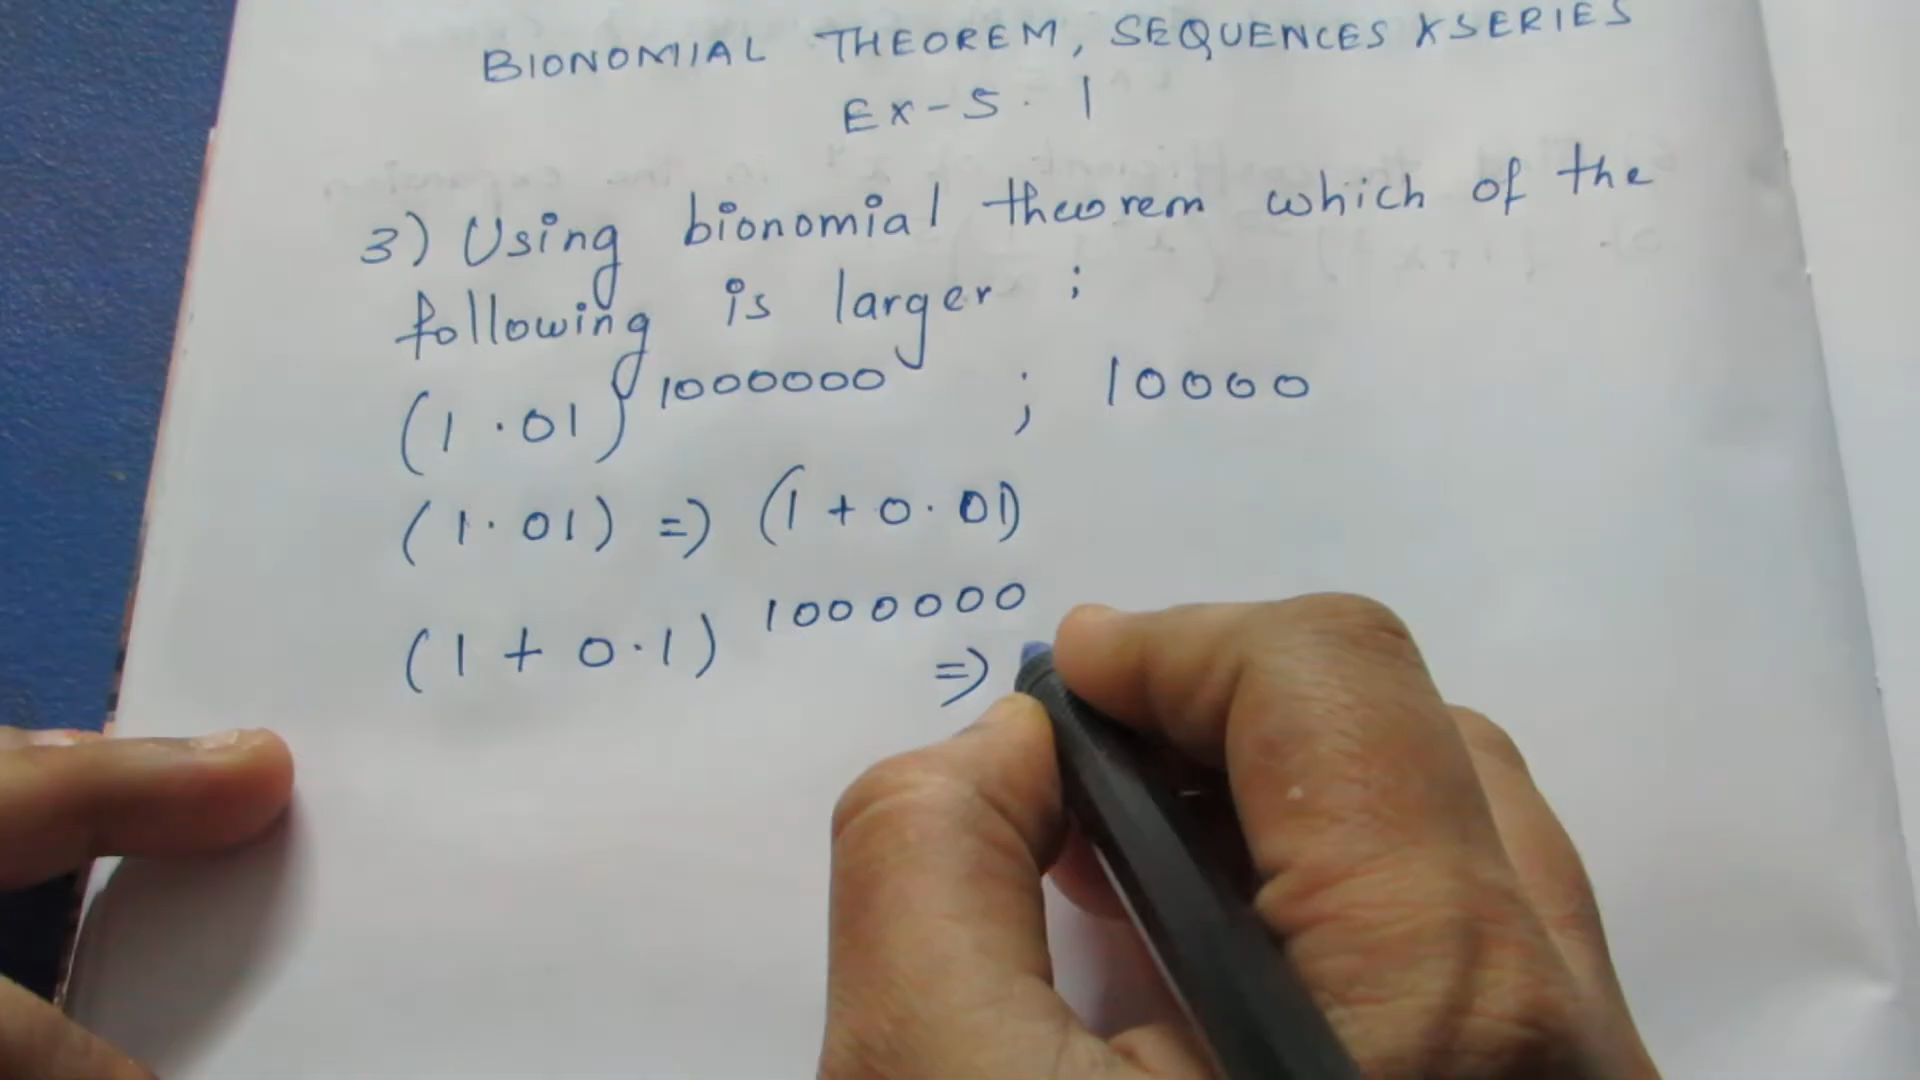 BIONOMIAL THEOREM, SEQUENCES & SERIES
Ex-5.1
3) Using bionomial theorem which of the
following is larger ;
(1.01)^1000000 ; 10000
(1.01) => (1+0.01)
(1+0.1)^1000000
=>